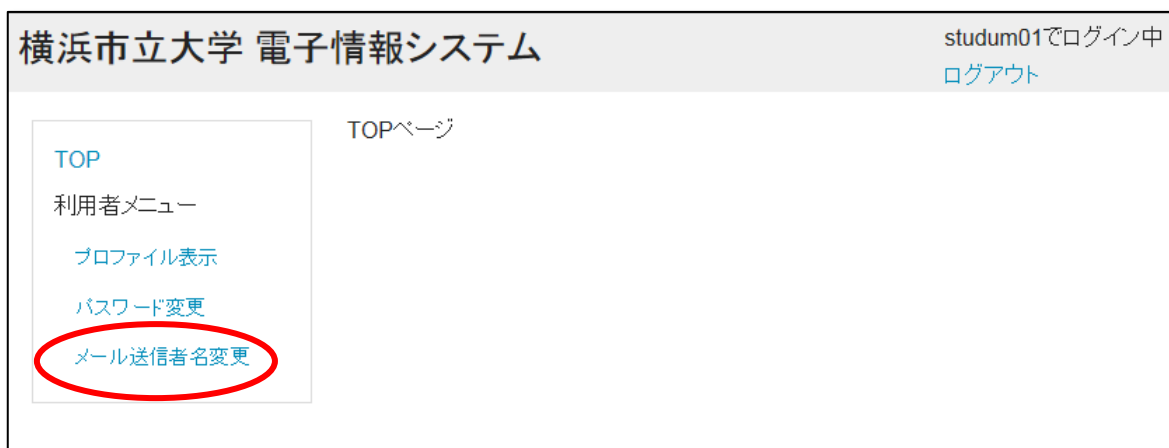 横浜市立大学 電子情報システム
studum01でログイン中
ログアウト
TOP
利用者メニュー
プロファイル表示
パスワード変更
メール送信者名変更
TOPページ